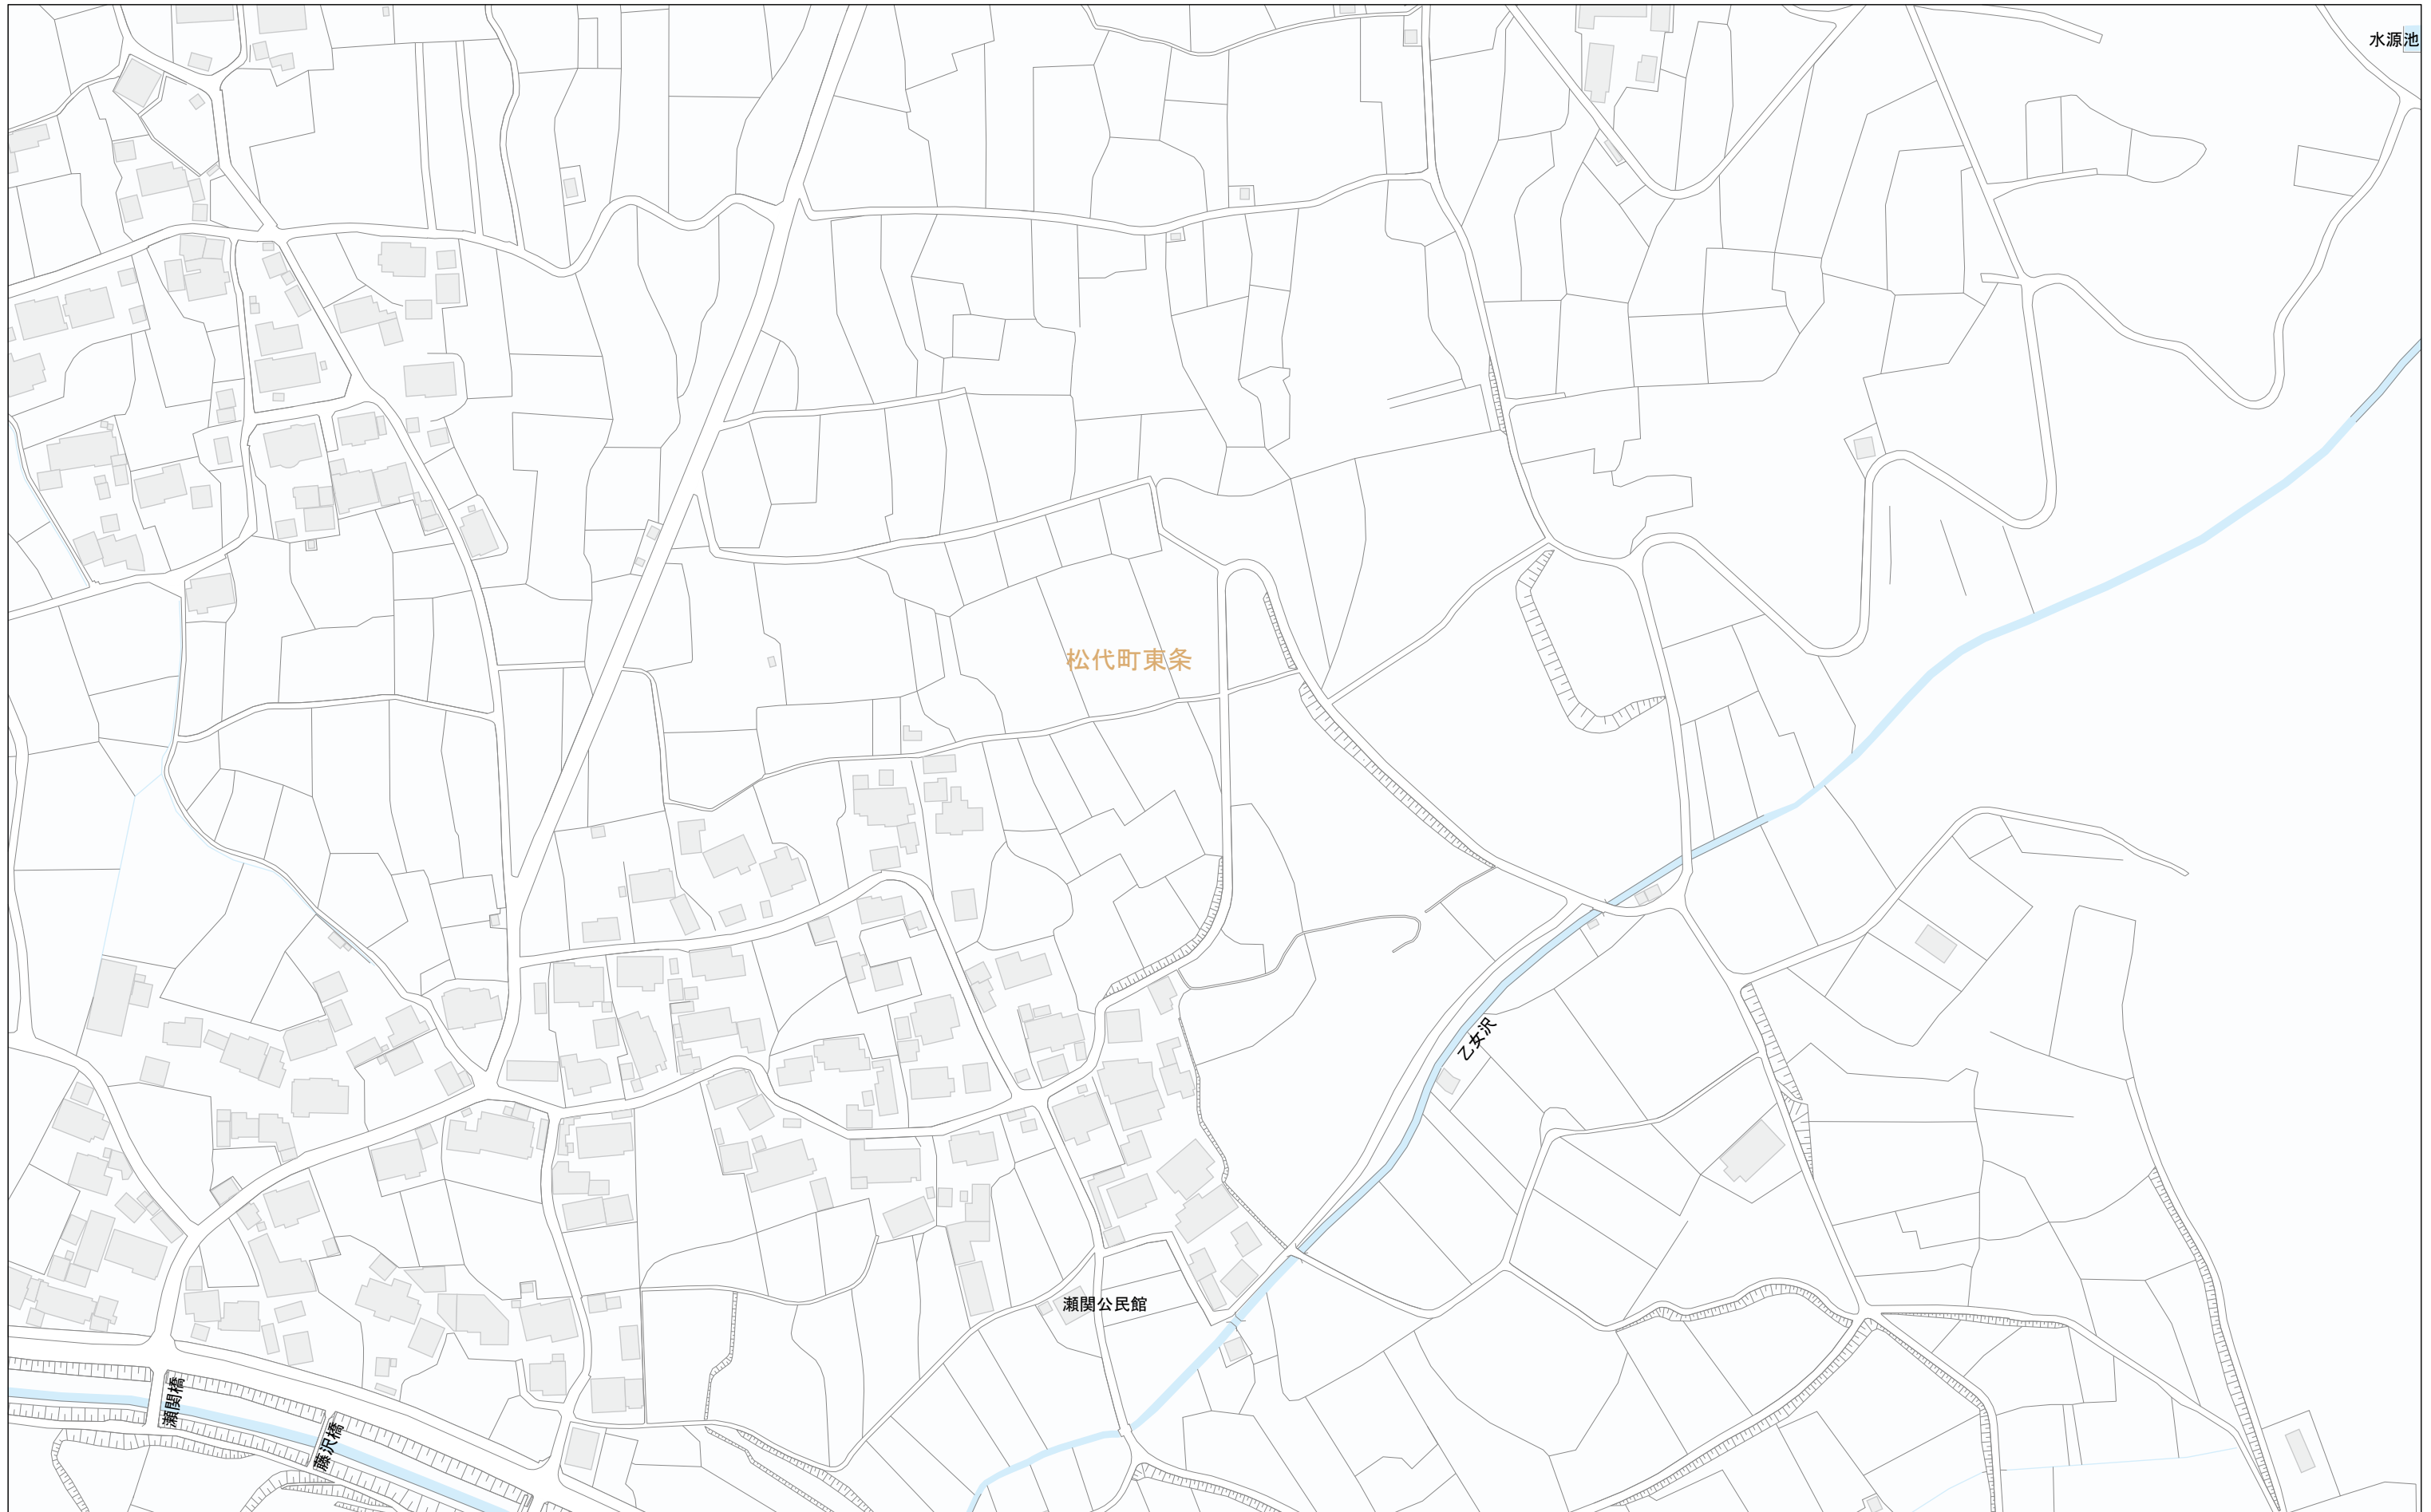 水源池
松代町東条
乙女沢
瀬関公民館
瀬関橋
藤沢橋